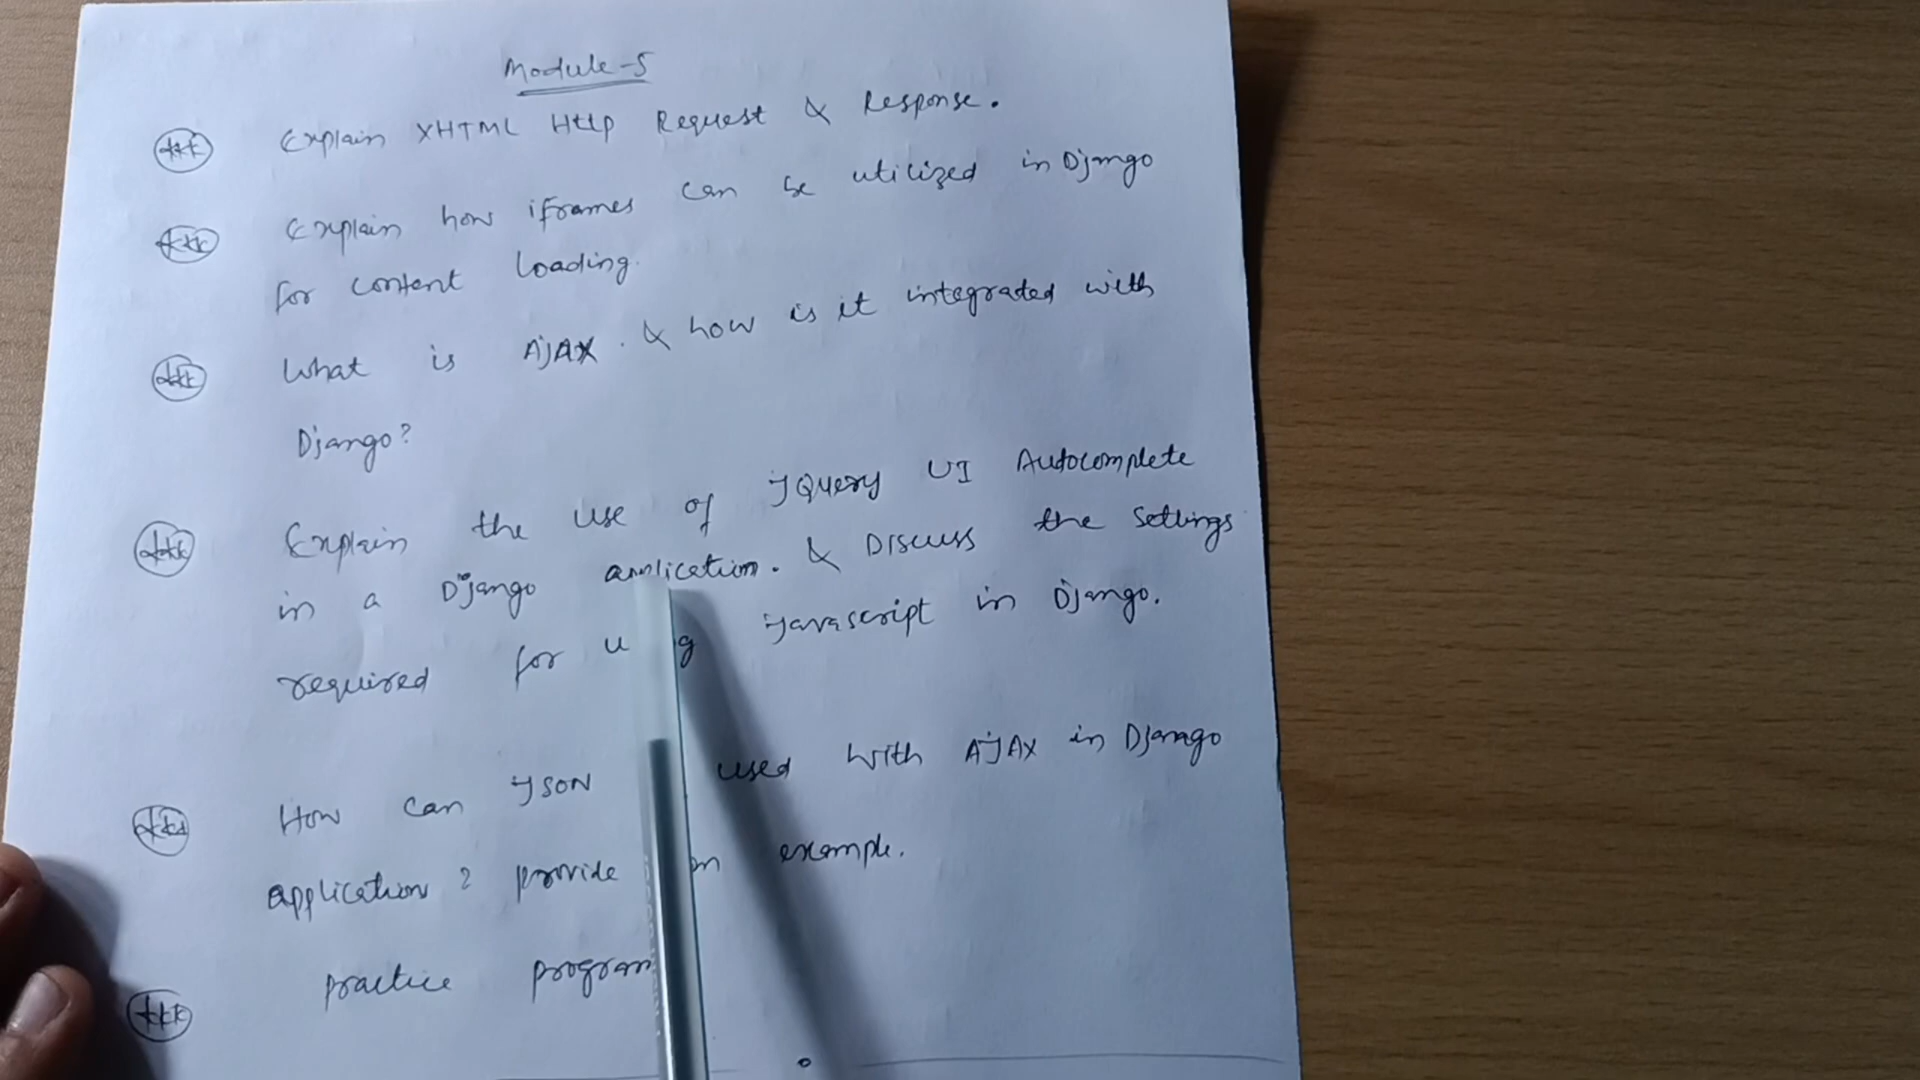 Module-5
*** Explain XHTML Http Request & Response.
*** Explain how iframes can be utilized in Django
for content loading.
*** What is AJAX. & how is it integrated with
Django?
*** Explain the use of JQuery UI Autocomplete
in a Django application. & Discuss the settings
required for javascript in Django.
*** How can JSON used with AJAX in Django
application? provide example.
*** practice program